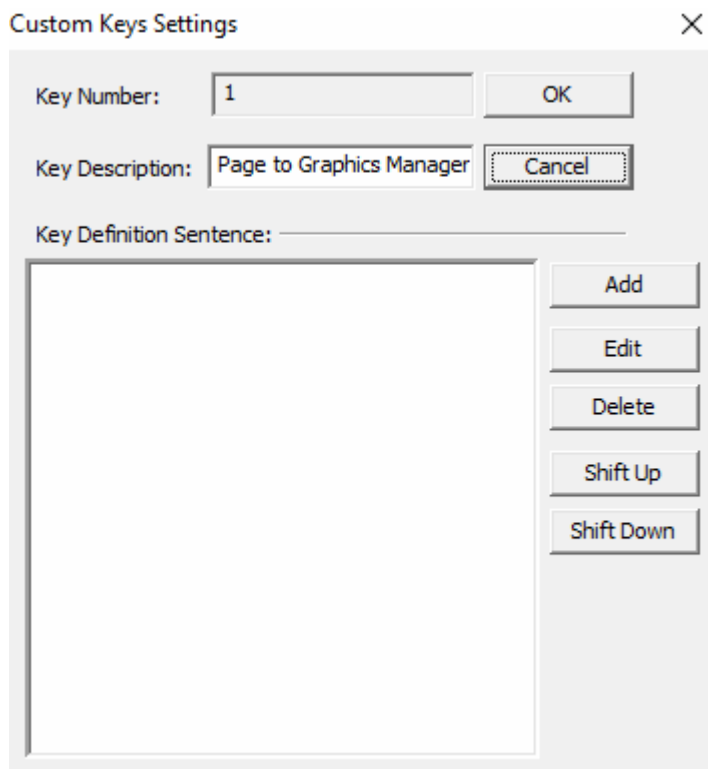 Custom Keys Settings
Key Number: 1 OK
Key Description: Page to Graphics Manager Cancel
Key Definition Sentence:
Add
Edit
Delete
Shift Up
Shift Down